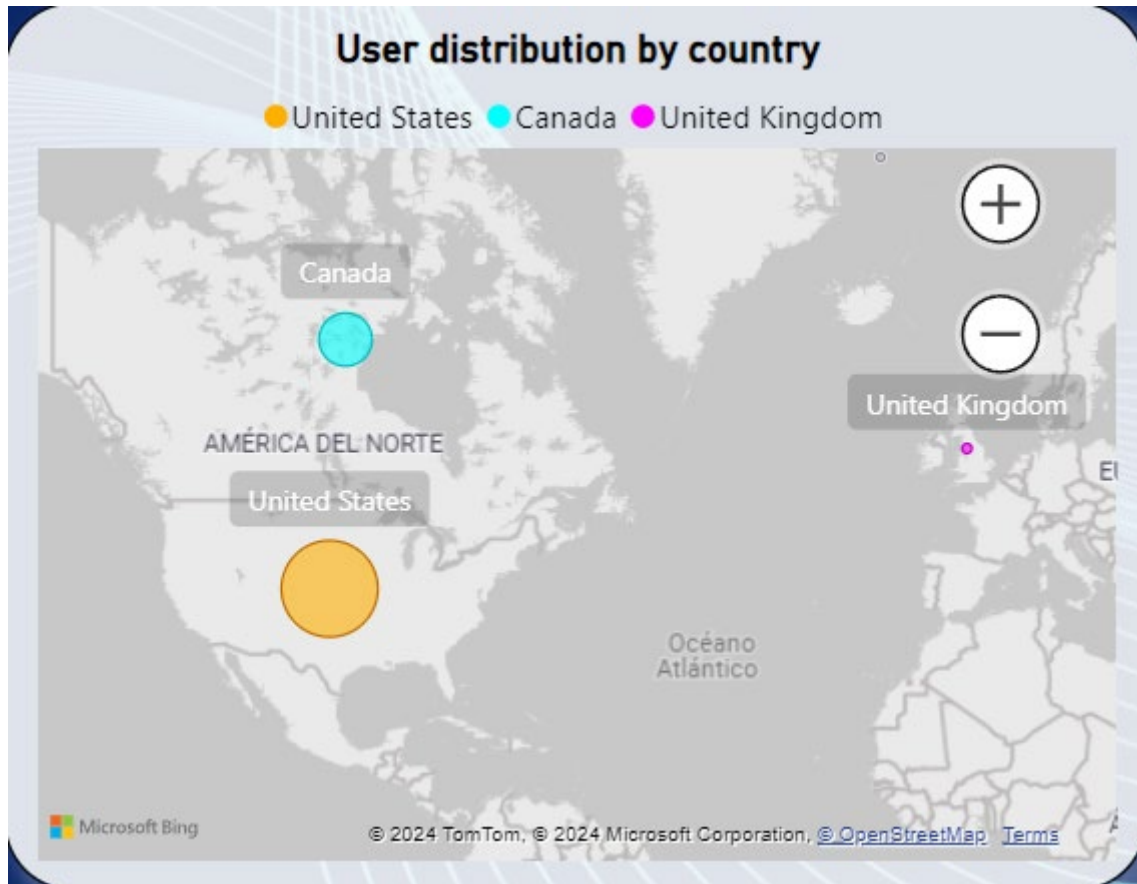 User distribution by country
United States Canada United Kingdom
Canada
United Kingdom
AMÉRICA DEL NORTE
United States
Océano
Atlántico
Microsoft Bing
© 2024 TomTom, © 2024 Microsoft Corporation, © OpenStreetMap Terms